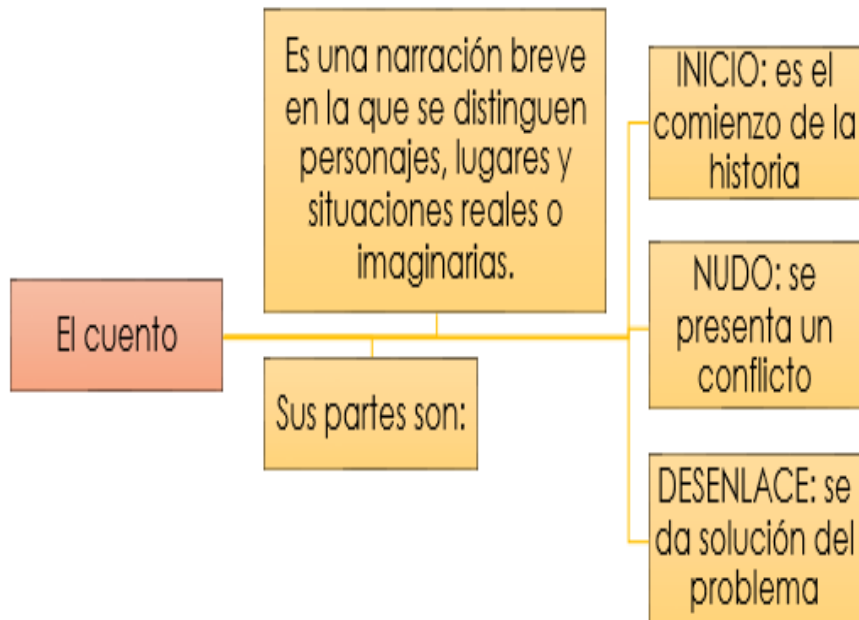 El cuento
Es una narración breve
en la que se distinguen
personajes, lugares y
situaciones reales o
imaginarias.
Sus partes son:
INICIO: es el
comienzo de la
historia
NUDO: se
presenta un
conflicto
DESENLACE: se
da solución del
problema